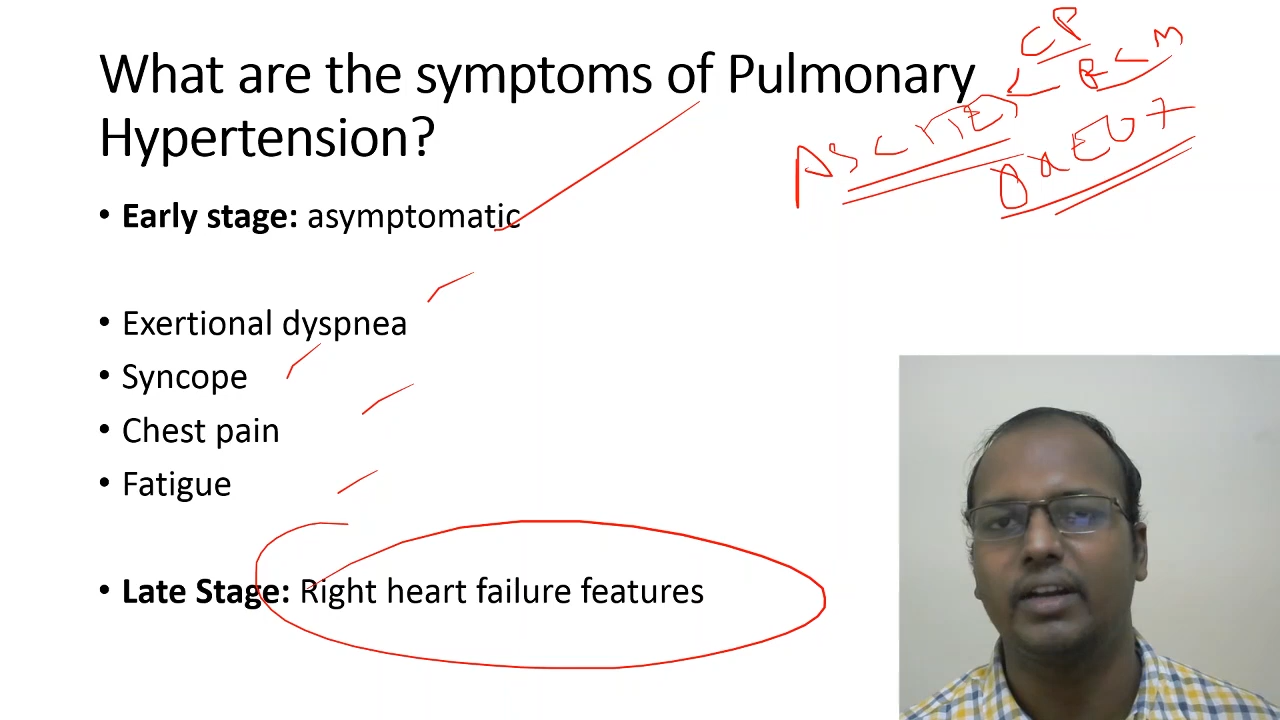 What are the symptoms of Pulmonary
Hypertension?
• Early stage: asymptomatic
• Exertional dyspnea
• Syncope
• Chest pain
• Fatigue
• Late Stage: Right heart failure features
CP